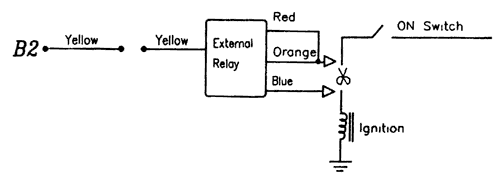 Red
ON Switch
B2 Yellow Yellow External Relay Orange
Blue
Ignition